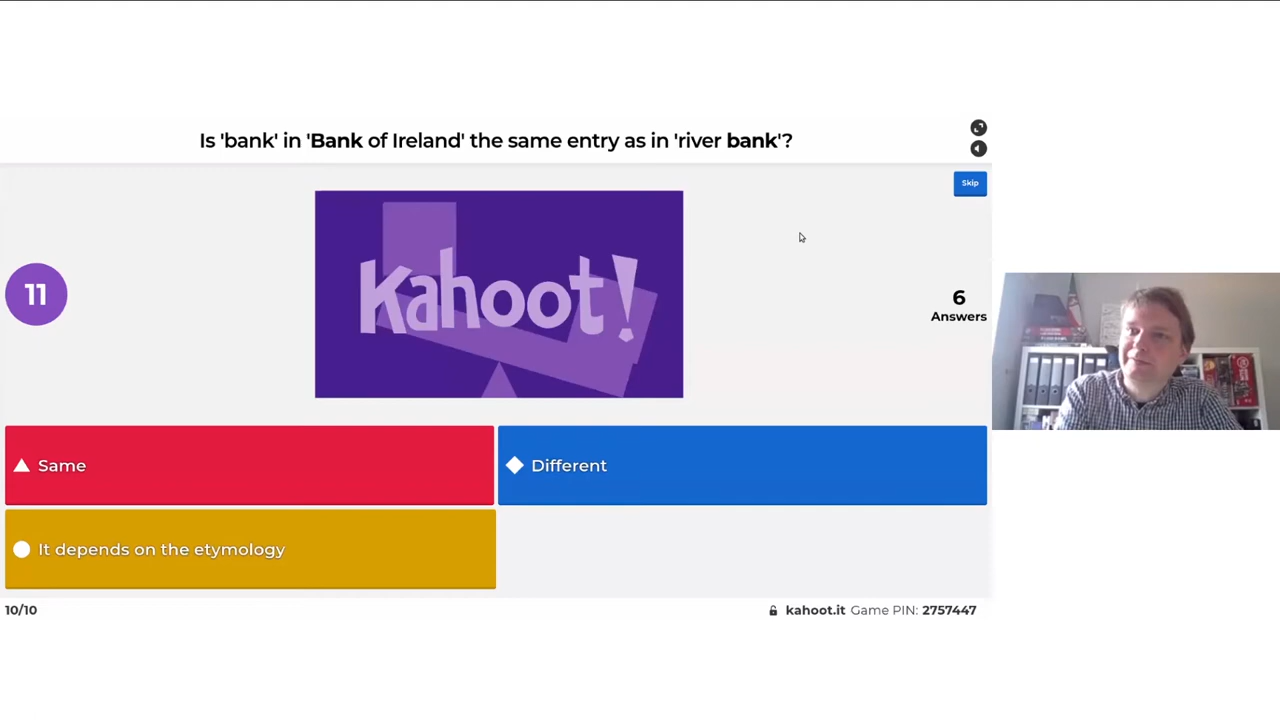 Is 'bank' in 'Bank of Ireland' the same entry as in 'river bank'?
Skip
Kahoot!
11
6
Answers
Same
Different
It depends on the etymology
10/10
kahoot.it Game PIN: 2757447